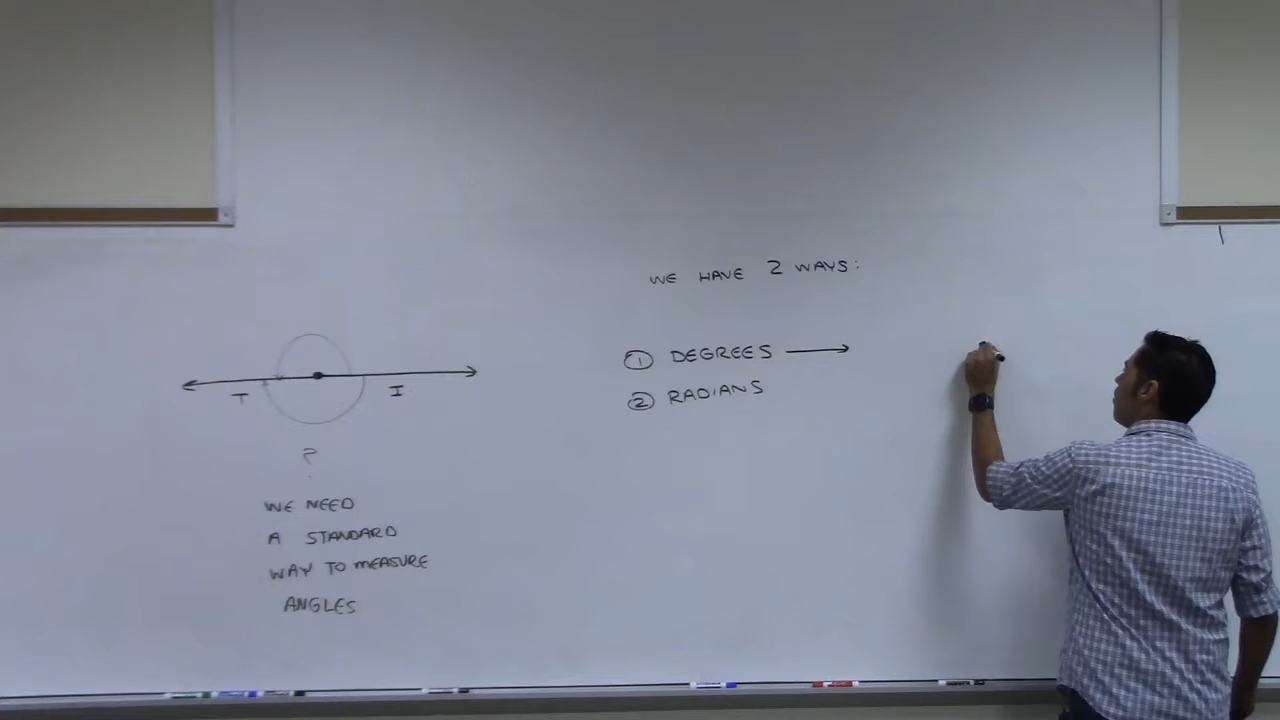 T I
?
WE NEED
A STANDARD
WAY TO MEASURE
ANGLES
WE HAVE 2 WAYS:
① DEGREES ⟶
② RADIANS